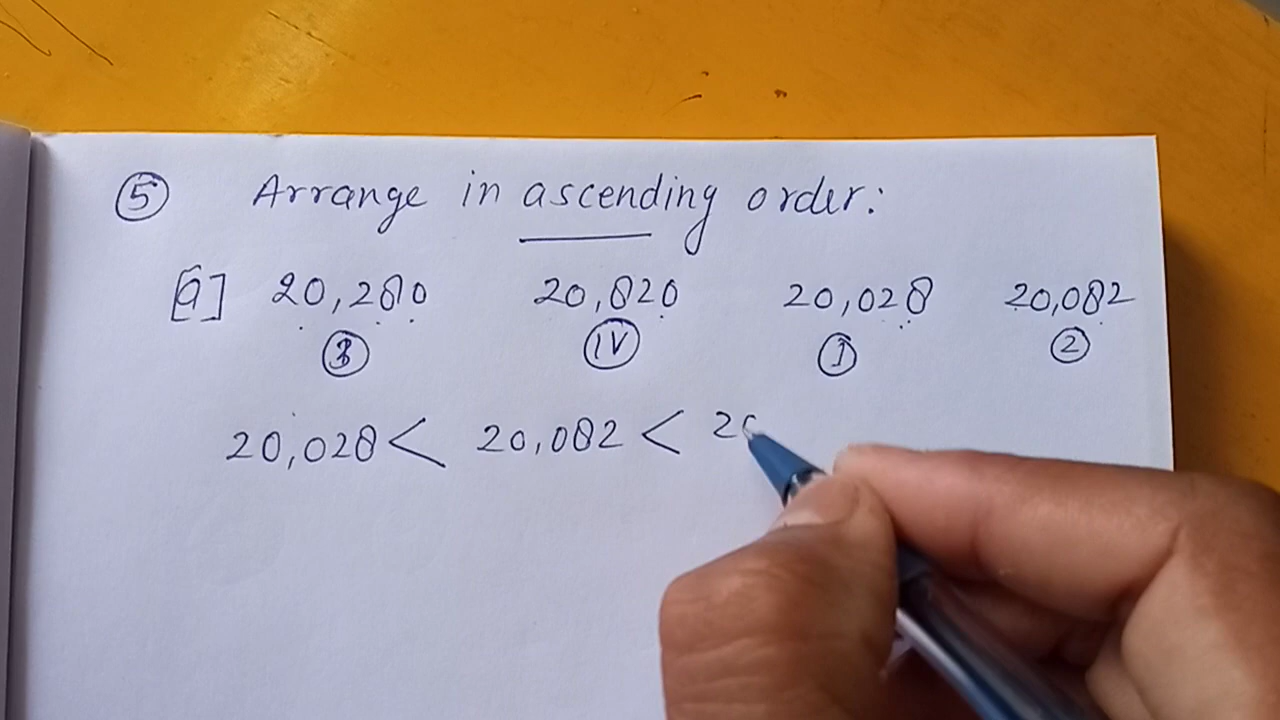 5 Arrange in ascending order:
[a] 20,280 20,820 20,028 20,082
3 IV I 2
20,028 < 20,082 < 20